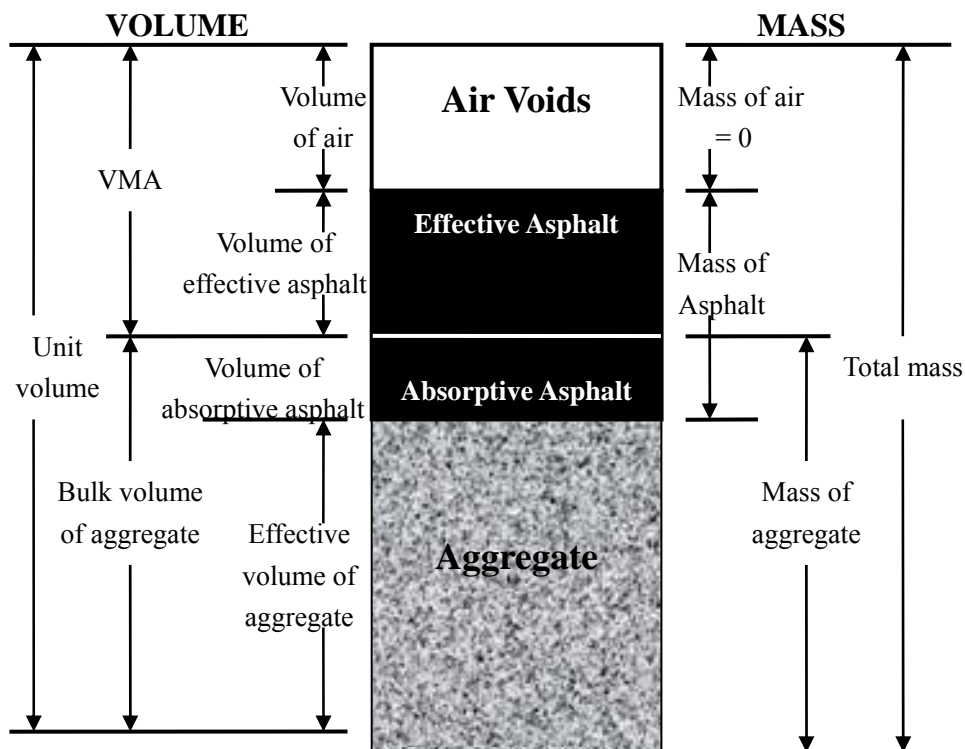 VOLUME
MASS
Volume
of air
Air Voids
Mass of air
= 0
VMA
Effective Asphalt
Volume of
effective asphalt
Mass of
Asphalt
Unit
volume
Volume of
absorptive asphalt
Absorptive Asphalt
Total mass
Bulk volume
of aggregate
Effective
volume of
aggregate
Aggregate
Mass of
aggregate